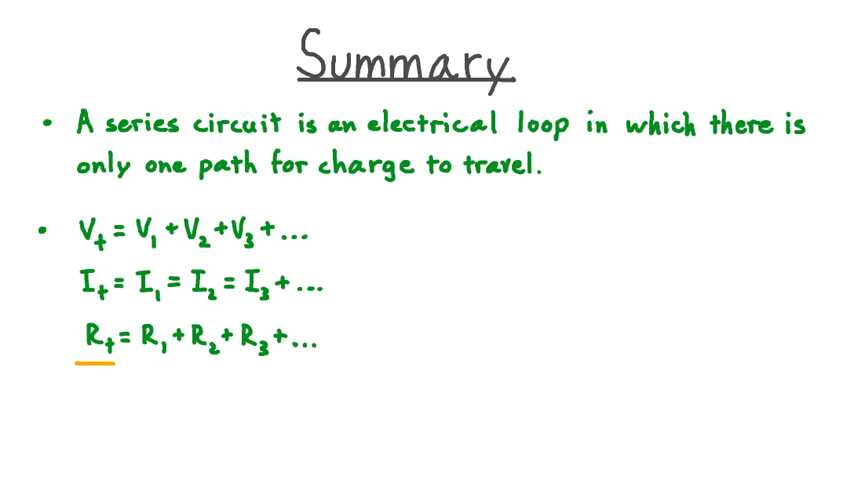 Summary
• A series circuit is an electrical loop in which there is
only one path for charge to travel.
• Vₜ = V₁ + V₂ + V₃ + ...
Iₜ = I₁ = I₂ = I₃ + ...
Rₜ = R₁ + R₂ + R₃ + ...